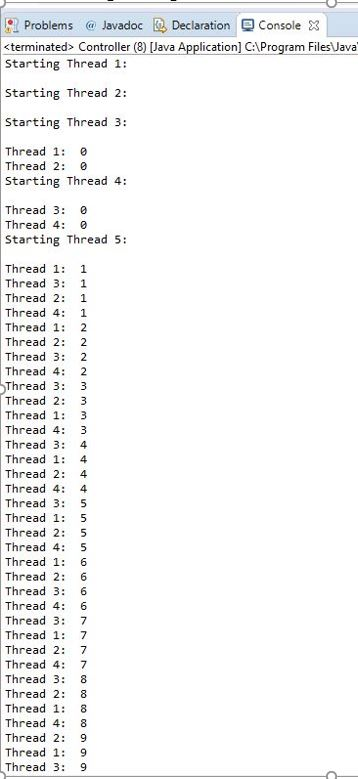 Problems @ Javadoc Declaration Console
<terminated> Controller (8) [Java Application] C:\Program Files\Java\
Starting Thread 1:
Starting Thread 2:
Starting Thread 3:
Thread 1: 0
Thread 2: 0
Starting Thread 4:
Thread 3: 0
Thread 4: 0
Starting Thread 5:
Thread 1: 1
Thread 3: 1
Thread 2: 1
Thread 4: 1
Thread 1: 2
Thread 2: 2
Thread 3: 2
Thread 4: 2
Thread 3: 3
Thread 2: 3
Thread 1: 3
Thread 4: 3
Thread 3: 4
Thread 1: 4
Thread 2: 4
Thread 4: 4
Thread 3: 5
Thread 1: 5
Thread 2: 5
Thread 4: 5
Thread 1: 6
Thread 2: 6
Thread 3: 6
Thread 4: 6
Thread 3: 7
Thread 1: 7
Thread 2: 7
Thread 4: 7
Thread 3: 8
Thread 2: 8
Thread 1: 8
Thread 4: 8
Thread 2: 9
Thread 1: 9
Thread 3: 9